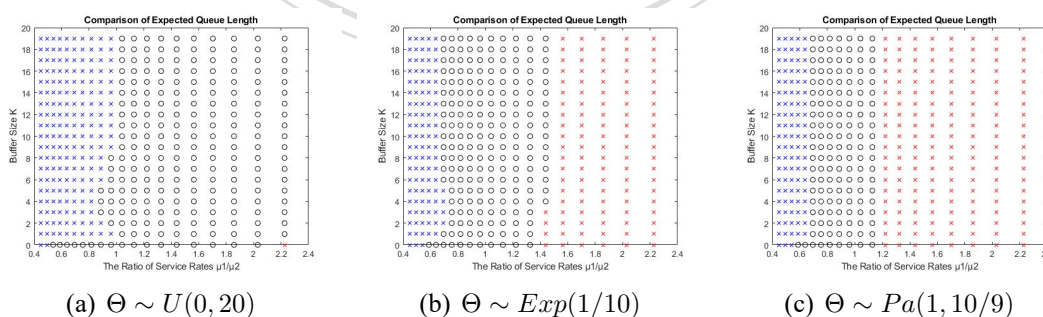 Comparison of Expected Queue Length
20
18
16
14
12
10
8
6
4
2
0
Buffer Size K
0.4 0.6 0.8 1 1.2 1.4 1.6 1.8 2 2.2 2.4
The Ratio of Service Rates μ1/μ2
(a) Θ ∼ U(0, 20)
Comparison of Expected Queue Length
20
18
16
14
12
10
8
6
4
2
0
Buffer Size K
0.4 0.6 0.8 1 1.2 1.4 1.6 1.8 2 2.2 2.4
The Ratio of Service Rates μ1/μ2
(b) Θ ∼ Exp(1/10)
Comparison of Expected Queue Length
20
18
16
14
12
10
8
6
4
2
0
Buffer Size K
0.4 0.6 0.8 1 1.2 1.4 1.6 1.8 2 2.2
The Ratio of Service Rates μ1/μ2
(c) Θ ∼ Pa(1, 10/9)